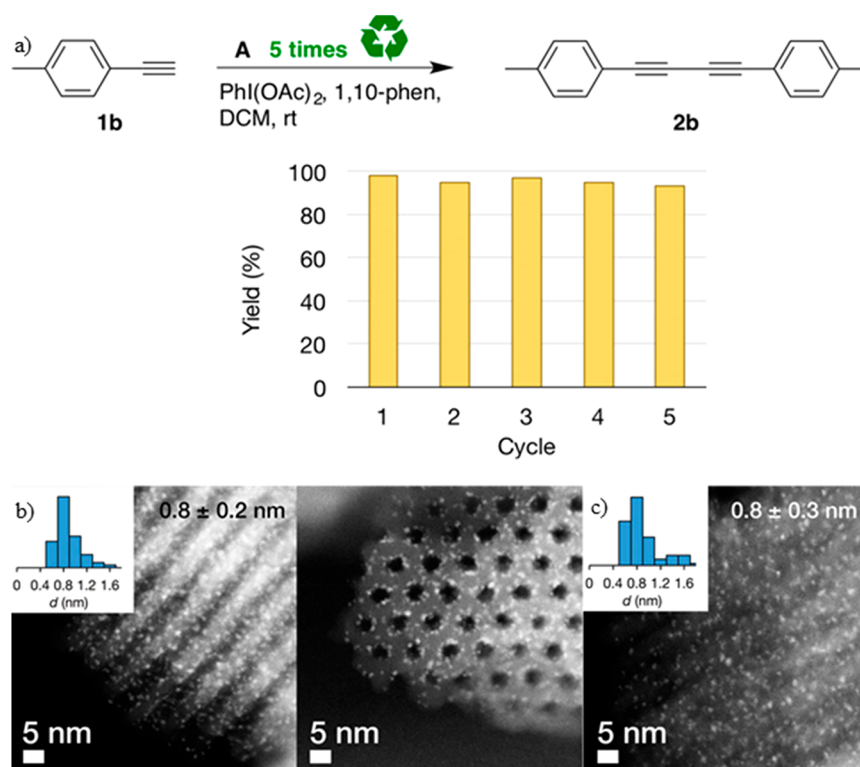 a)
A 5 times
PhI(OAc)2, 1,10-phen,
DCM, rt
1b
2b
100
80
60
40
20
0
Yield (%)
1 2 3 4 5
Cycle
b)
0.8 ± 0.2 nm
0 0.4 0.8 1.2 1.6
d (nm)
5 nm
5 nm
c)
0.8 ± 0.3 nm
0 0.4 0.8 1.2 1.6
d (nm)
5 nm